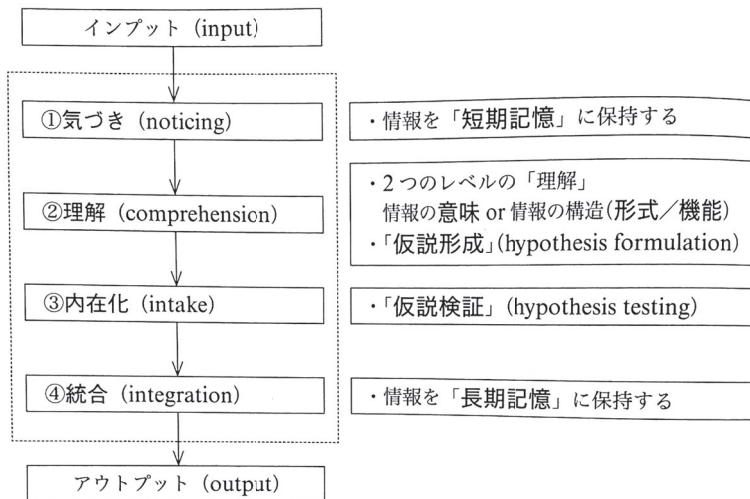 インプット（input）
①気づき（noticing）
・情報を「短期記憶」に保持する
②理解（comprehension）
・2つのレベルの「理解」
情報の意味 or 情報の構造（形式／機能）
・「仮説形成」（hypothesis formulation）
③内在化（intake）
・「仮説検証」（hypothesis testing）
④統合（integration）
・情報を「長期記憶」に保持する
アウトプット（output）